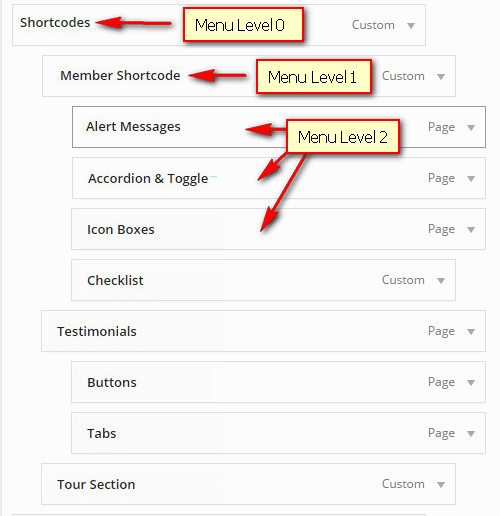 Shortcodes Menu Level 0 Custom
Member Shortcode Menu Level 1 Custom
Alert Messages Menu Level 2 Page
Accordion & Toggle Page
Icon Boxes Page
Checklist Custom
Testimonials Page
Buttons Page
Tabs Page
Tour Section Custom